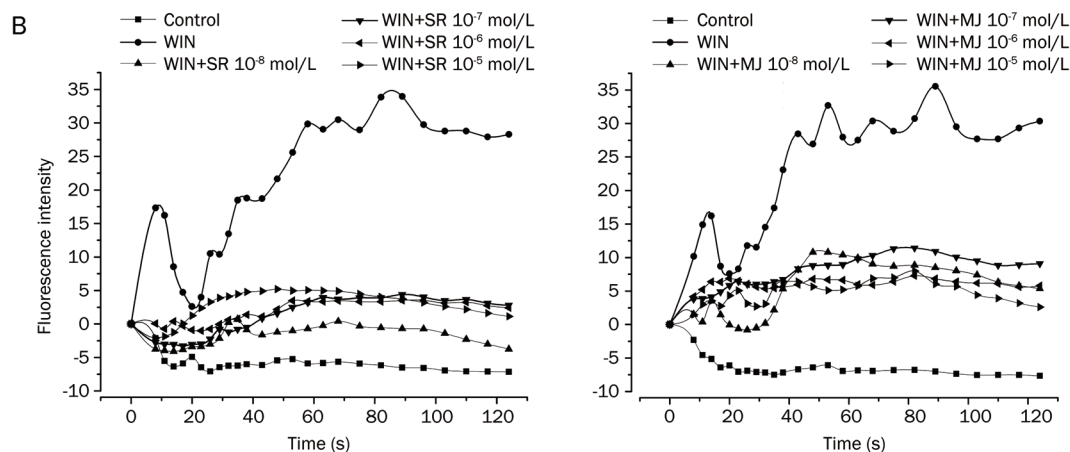 B
Control
WIN
WIN+SR 10⁻⁸ mol/L
WIN+SR 10⁻⁷ mol/L
WIN+SR 10⁻⁶ mol/L
WIN+SR 10⁻⁵ mol/L
Fluorescence intensity
35
30
25
20
15
10
5
0
-5
-10
0 20 40 60 80 100 120
Time (s)
Control
WIN
WIN+MJ 10⁻⁸ mol/L
WIN+MJ 10⁻⁷ mol/L
WIN+MJ 10⁻⁶ mol/L
WIN+MJ 10⁻⁵ mol/L
35
30
25
20
15
10
5
0
-5
-10
0 20 40 60 80 100 120
Time (s)